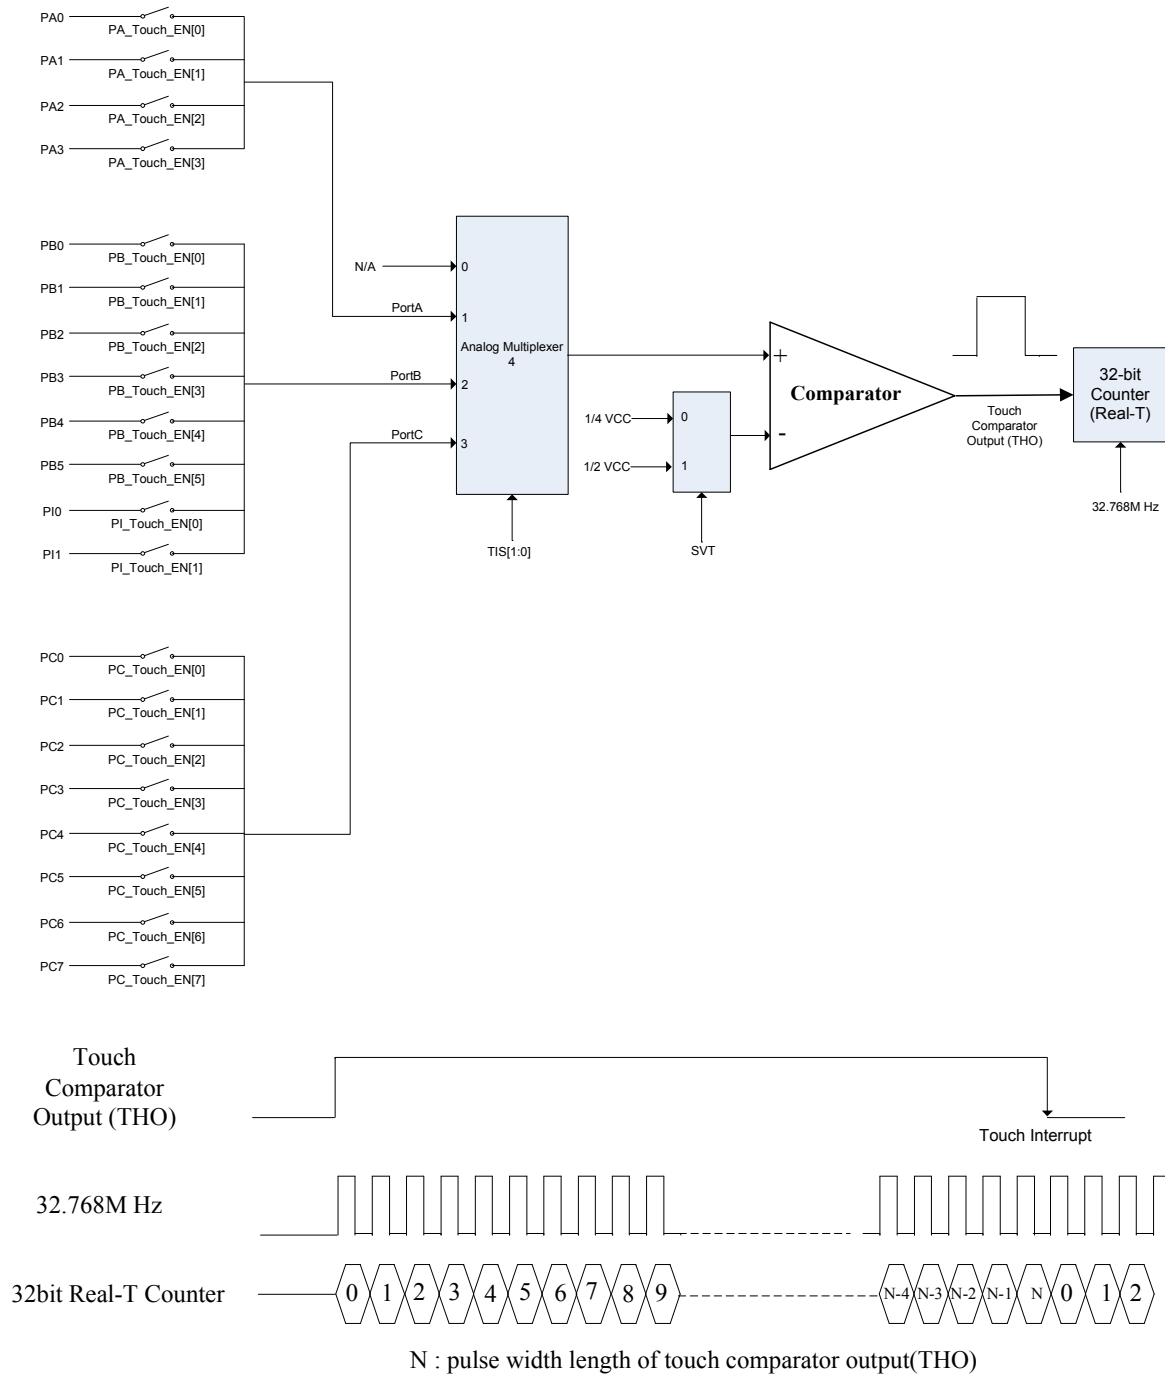 PA0
PA_Touch_EN[0]
PA1
PA_Touch_EN[1]
PA2
PA_Touch_EN[2]
PA3
PA_Touch_EN[3]
PB0
PB_Touch_EN[0]
PB1
PB_Touch_EN[1]
PB2
PB_Touch_EN[2]
PB3
PB_Touch_EN[3]
PB4
PB_Touch_EN[4]
PB5
PB_Touch_EN[5]
PI0
PI_Touch_EN[0]
PI1
PI_Touch_EN[1]
PC0
PC_Touch_EN[0]
PC1
PC_Touch_EN[1]
PC2
PC_Touch_EN[2]
PC3
PC_Touch_EN[3]
PC4
PC_Touch_EN[4]
PC5
PC_Touch_EN[5]
PC6
PC_Touch_EN[6]
PC7
PC_Touch_EN[7]
N/A
0
PortA
1
Analog Multiplexer
4
PortB
2
PortC
3
TIS[1:0]
1/4 VCC
0
1/2 VCC
1
SVT
+
Comparator
-
Touch
Comparator
Output (THO)
32-bit
Counter
(Real-T)
32.768M Hz
Touch
Comparator
Output (THO)
Touch Interrupt
32.768M Hz
32bit Real-T Counter
0 1 2 3 4 5 6 7 8 9 N-4 N-3 N-2 N-1 N 0 1 2
N : pulse width length of touch comparator output(THO)